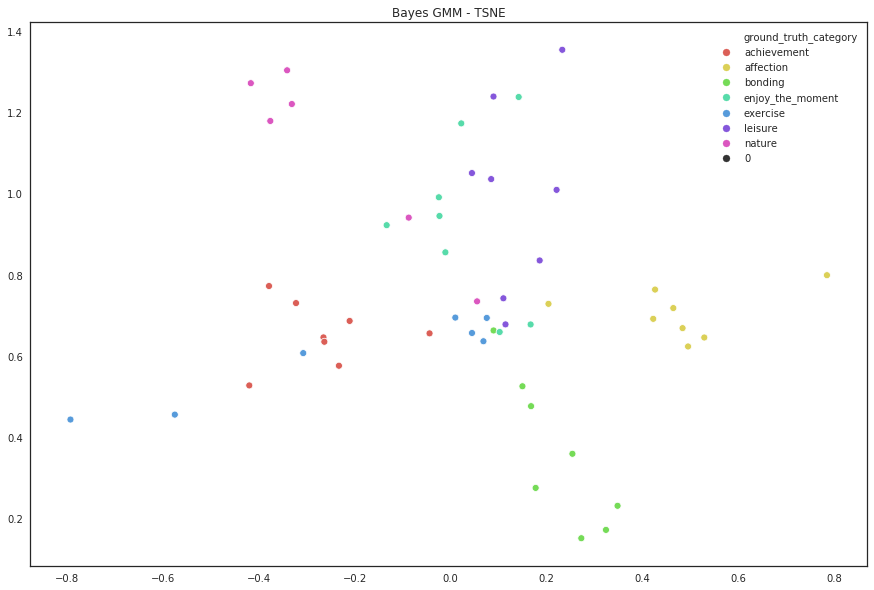 Bayes GMM - TSNE
1.4
1.2
1.0
0.8
0.6
0.4
0.2
−0.8
−0.6
−0.4
−0.2
0.0
0.2
0.4
0.6
0.8
ground_truth_category
achievement
affection
bonding
enjoy_the_moment
exercise
leisure
nature
0